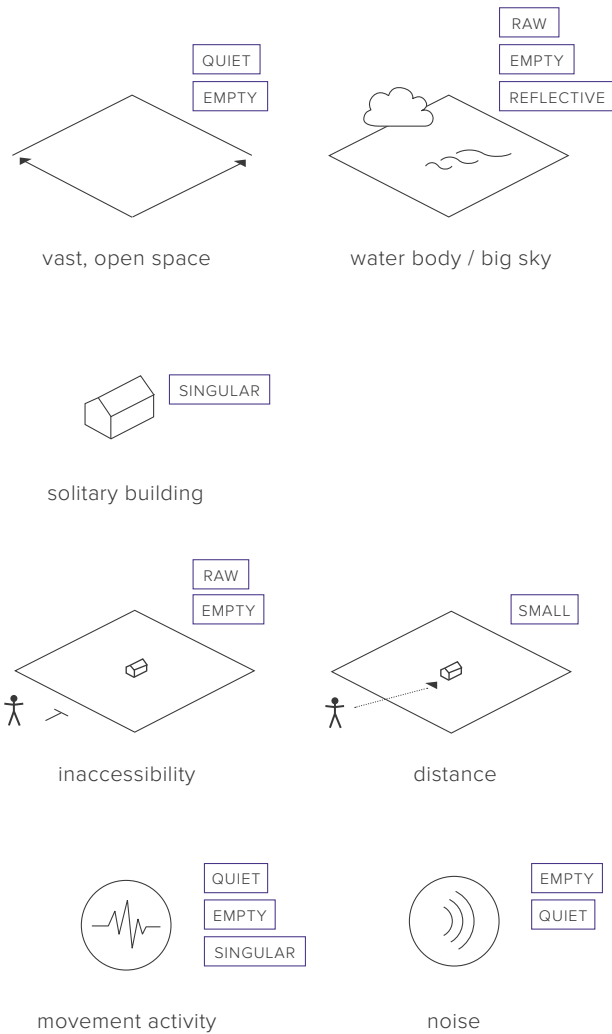 QUIET
EMPTY
vast, open space
RAW
EMPTY
REFLECTIVE
water body / big sky
SINGULAR
solitary building
RAW
EMPTY
inaccessibility
SMALL
distance
QUIET
EMPTY
SINGULAR
movement activity
EMPTY
QUIET
noise